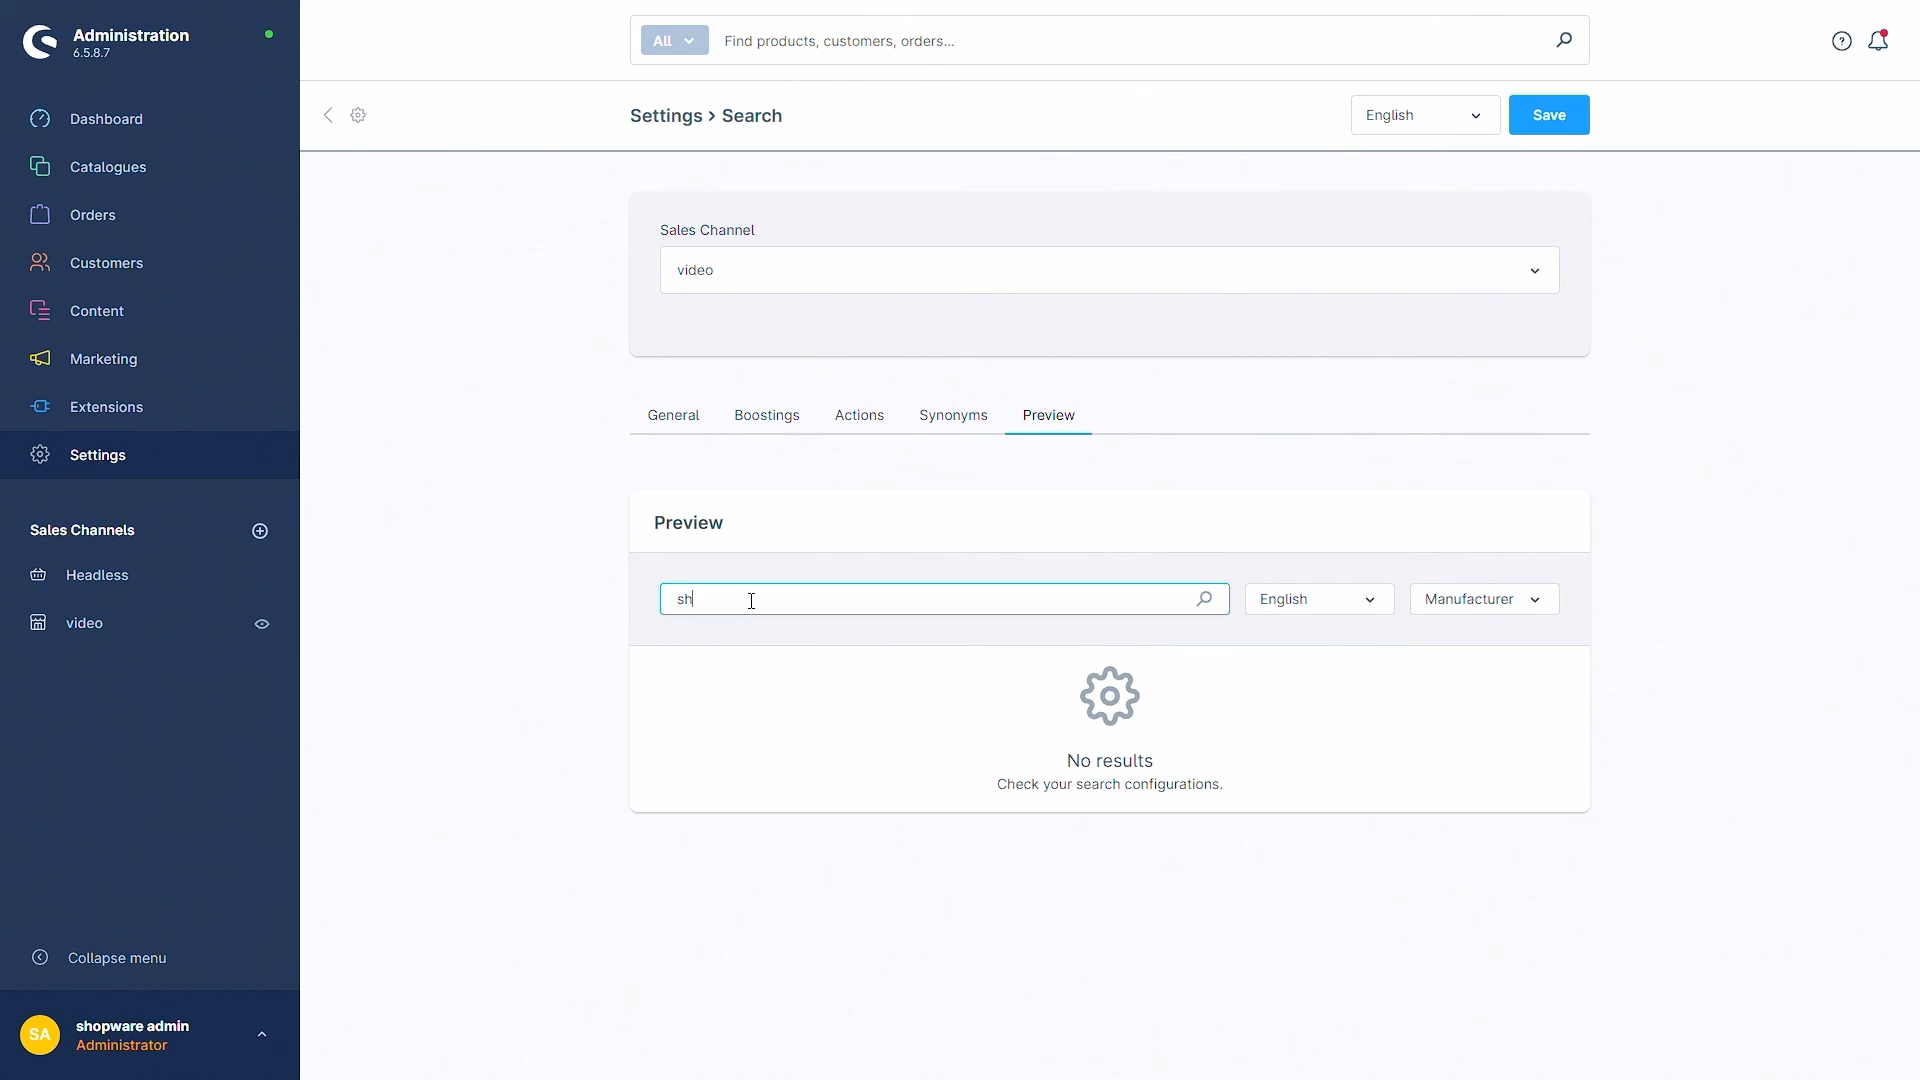 Administration
6.5.8.7
All
Find products, customers, orders...
Settings > Search
English
Save
Dashboard
Catalogues
Orders
Customers
Content
Marketing
Extensions
Settings
Sales Channels
Headless
video
Collapse menu
SA
shopware admin
Administrator
Sales Channel
video
General
Boostings
Actions
Synonyms
Preview
Preview
sh
English
Manufacturer
No results
Check your search configurations.